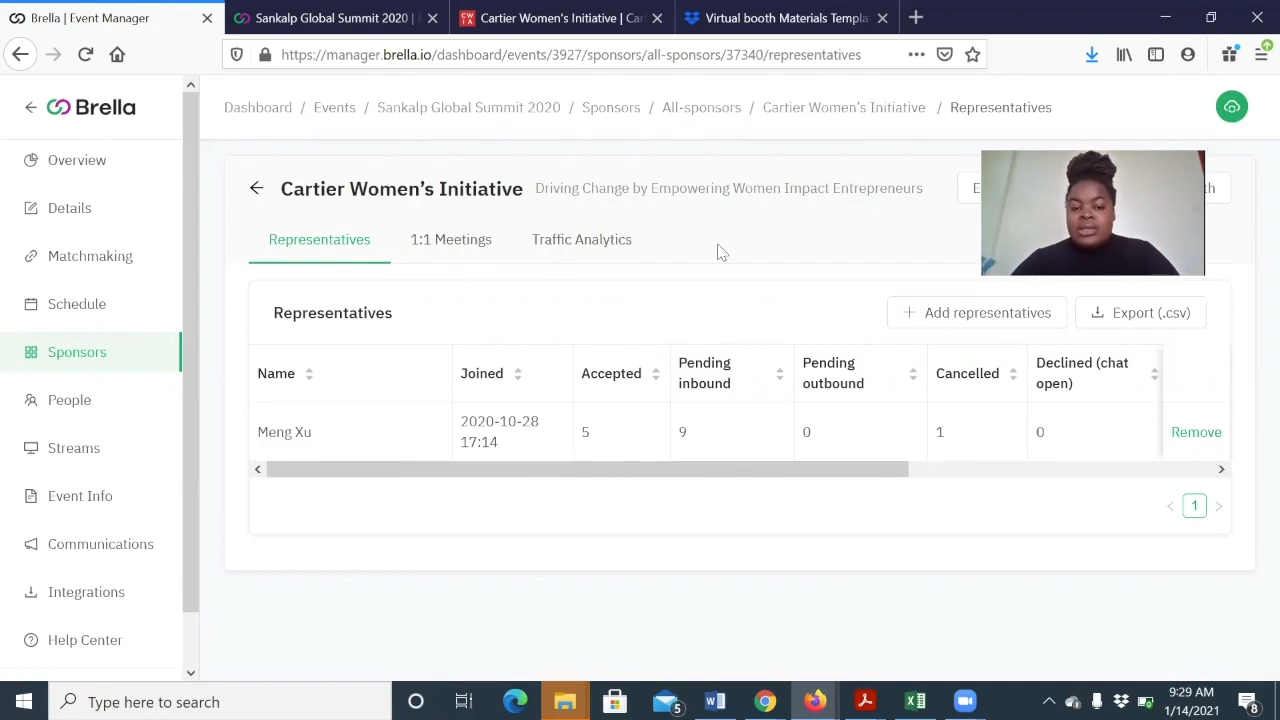 Brella | Event Manager
Sankalp Global Summit 2020 |
CW
IA
Cartier Women's Initiative | Car
Virtual booth Materials Templa
https://manager.brella.io/dashboard/events/3927/sponsors/all-sponsors/37340/representatives
Brella
Dashboard / Events / Sankalp Global Summit 2020 / Sponsors / All-sponsors / Cartier Women's Initiative / Representatives
Overview
Details
Matchmaking
Schedule
Sponsors
People
Streams
Event Info
Communications
Integrations
Help Center
Cartier Women's Initiative Driving Change by Empowering Women Impact Entrepreneurs
Representatives 1:1 Meetings Traffic Analytics
Representatives
+ Add representatives
Export (.csv)
Name Joined Accepted Pending inbound Pending outbound Cancelled Declined (chat open)
Meng Xu 2020-10-28 17:14 5 9 0 1 0 Remove
< 1 >
Type here to search
5
9:29 AM
1/14/2021
8